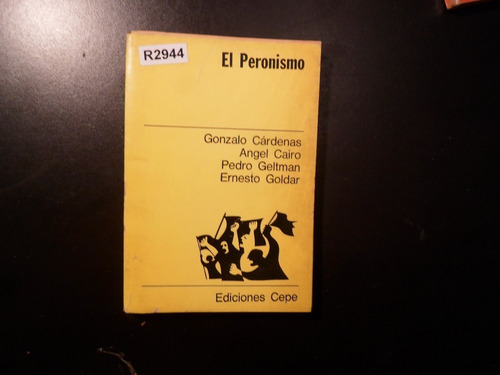 R2944
El Peronismo
Gonzalo Cárdenas
Angel Cairo
Pedro Geltman
Ernesto Goldar
Ediciones Cepe